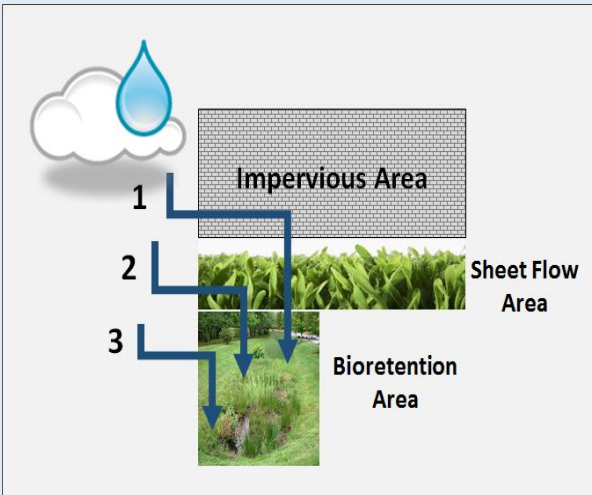 Impervious Area
1
2
Sheet Flow
Area
3
Bioretention
Area